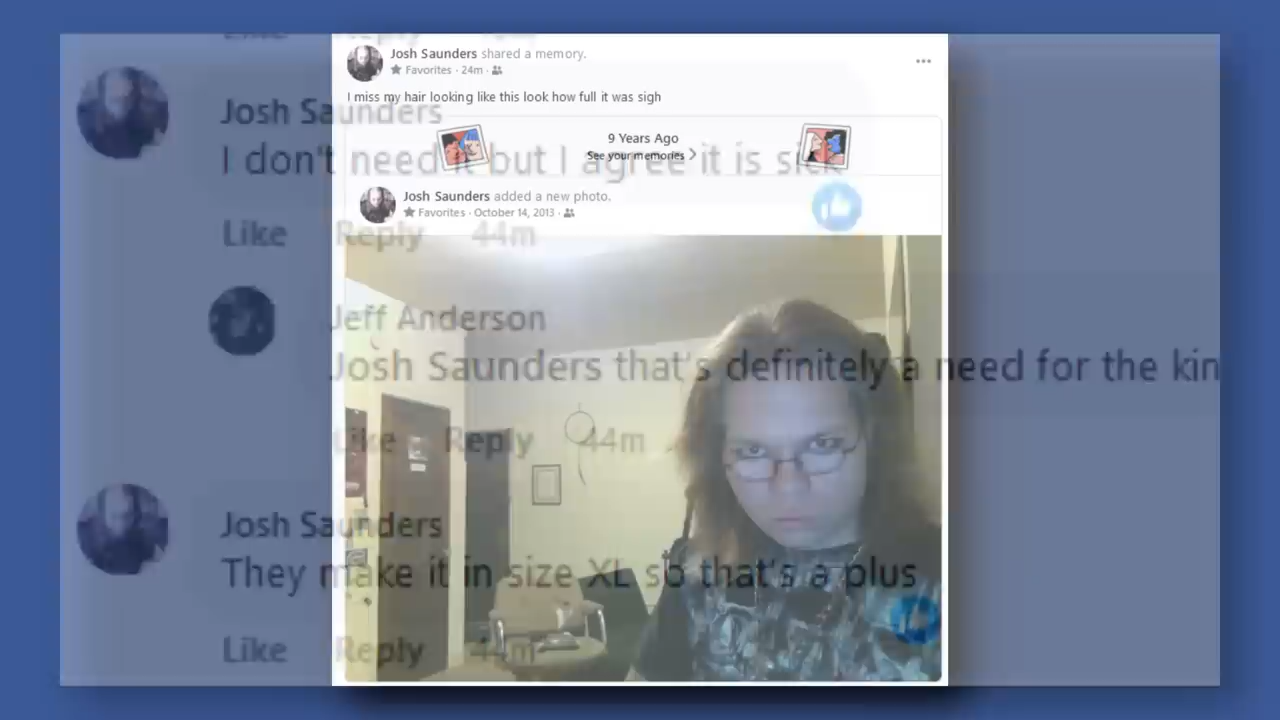 Josh Saunders shared a memory.
Favorites · 24m ·
I miss my hair looking like this look how full it was sigh
9 Years Ago
See your memories
Josh Saunders added a new photo.
Favorites · October 14, 2013 ·
Like Reply
Josh Saunders
I don't need it but I agree it is sick
Like Reply 44m
Jeff Anderson
Josh Saunders that's definitely a need for the kin
Like Reply 44m
Josh Saunders
They make it in size XL so that's a plus
Like Reply 44m